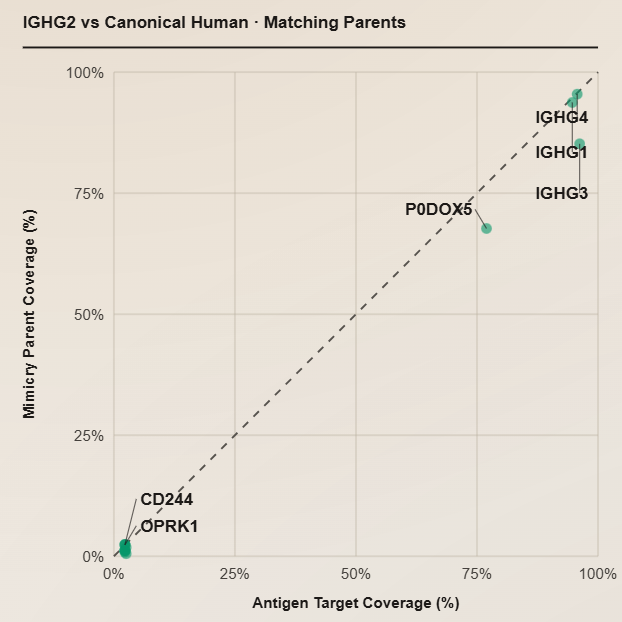 IGHG2 vs Canonical Human · Matching Parents
100%
IGHG4
IGHG1
75%
IGHG3
P0DOX5
Mimicry Parent Coverage (%)
50%
25%
CD244
OPRK1
0%
0%
25%
50%
75%
100%
Antigen Target Coverage (%)